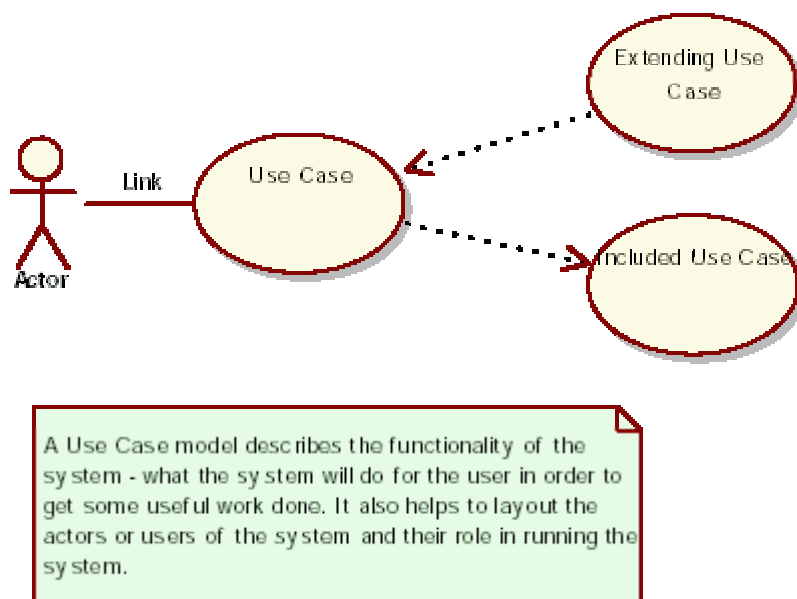 Extending Use
Case
Link
Use Case
Included Use Case
Actor
A Use Case model describes the functionality of the
system - what the system will do for the user in order to
get some useful work done. It also helps to layout the
actors or users of the system and their role in running the
system.